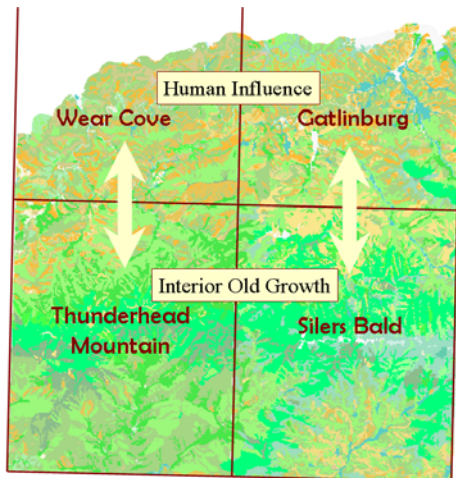 Human Influence
Wear Cove
Gatlinburg
Interior Old Growth
Thunderhead
Mountain
Silers Bald